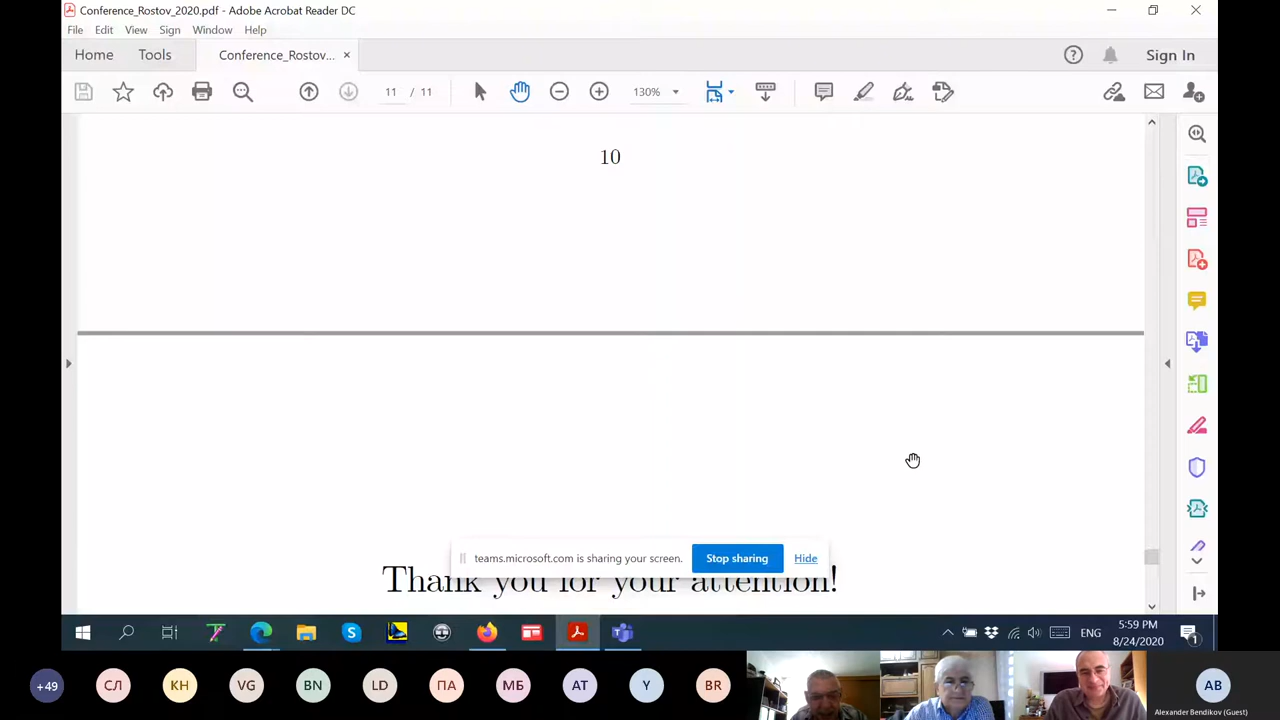 Conference_Rostov_2020.pdf - Adobe Acrobat Reader DC
File Edit View Sign Window Help
Home Tools Conference_Rostov... × Sign In
11 / 11 130%
10
teams.microsoft.com is sharing your screen. Stop sharing Hide
Thank you for your attention!
ENG 5:59 PM
8/24/2020 1
+49 СЛ КН VG BN LD ПА МБ AT Y BR AB
Alexander Bendikov (Guest)